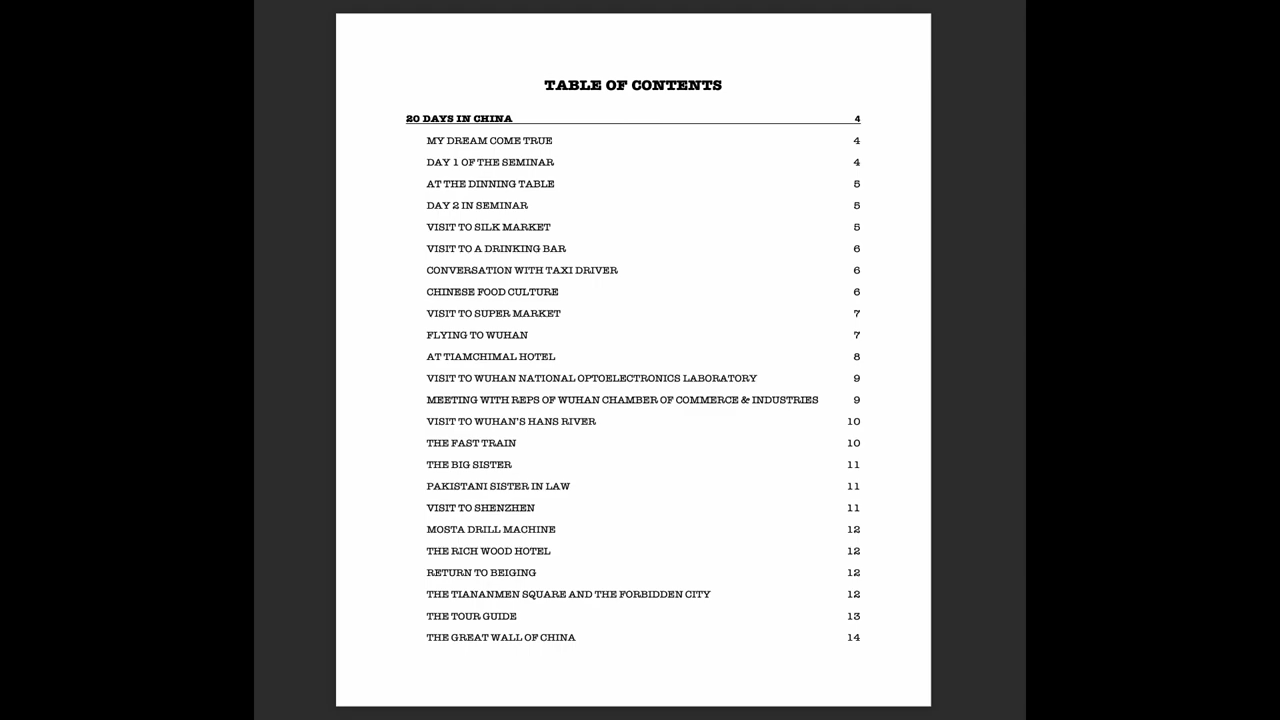 TABLE OF CONTENTS
20 DAYS IN CHINA 4
MY DREAM COME TRUE 4
DAY 1 OF THE SEMINAR 4
AT THE DINNING TABLE 5
DAY 2 IN SEMINAR 5
VISIT TO SILK MARKET 5
VISIT TO A DRINKING BAR 6
CONVERSATION WITH TAXI DRIVER 6
CHINESE FOOD CULTURE 6
VISIT TO SUPER MARKET 7
FLYING TO WUHAN 7
AT TIAMCHIMAL HOTEL 8
VISIT TO WUHAN NATIONAL OPTOELECTRONICS LABORATORY 9
MEETING WITH REPS OF WUHAN CHAMBER OF COMMERCE & INDUSTRIES 9
VISIT TO WUHAN'S HANS RIVER 10
THE FAST TRAIN 10
THE BIG SISTER 11
PAKISTANI SISTER IN LAW 11
VISIT TO SHENZHEN 11
MOSTA DRILL MACHINE 12
THE RICH WOOD HOTEL 12
RETURN TO BEIGING 12
THE TIANANMEN SQUARE AND THE FORBIDDEN CITY 12
THE TOUR GUIDE 13
THE GREAT WALL OF CHINA 14